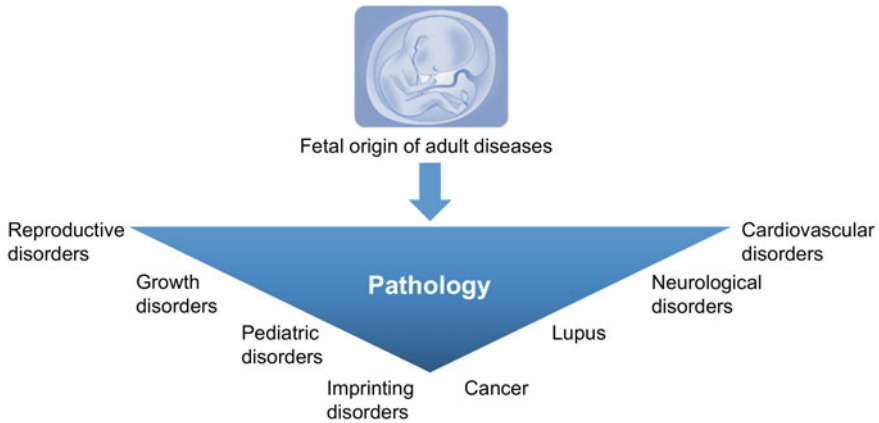 Fetal origin of adult diseases
Reproductive
disorders
Cardiovascular
disorders
Pathology
Growth
disorders
Neurological
disorders
Pediatric
disorders
Lupus
Imprinting
disorders
Cancer